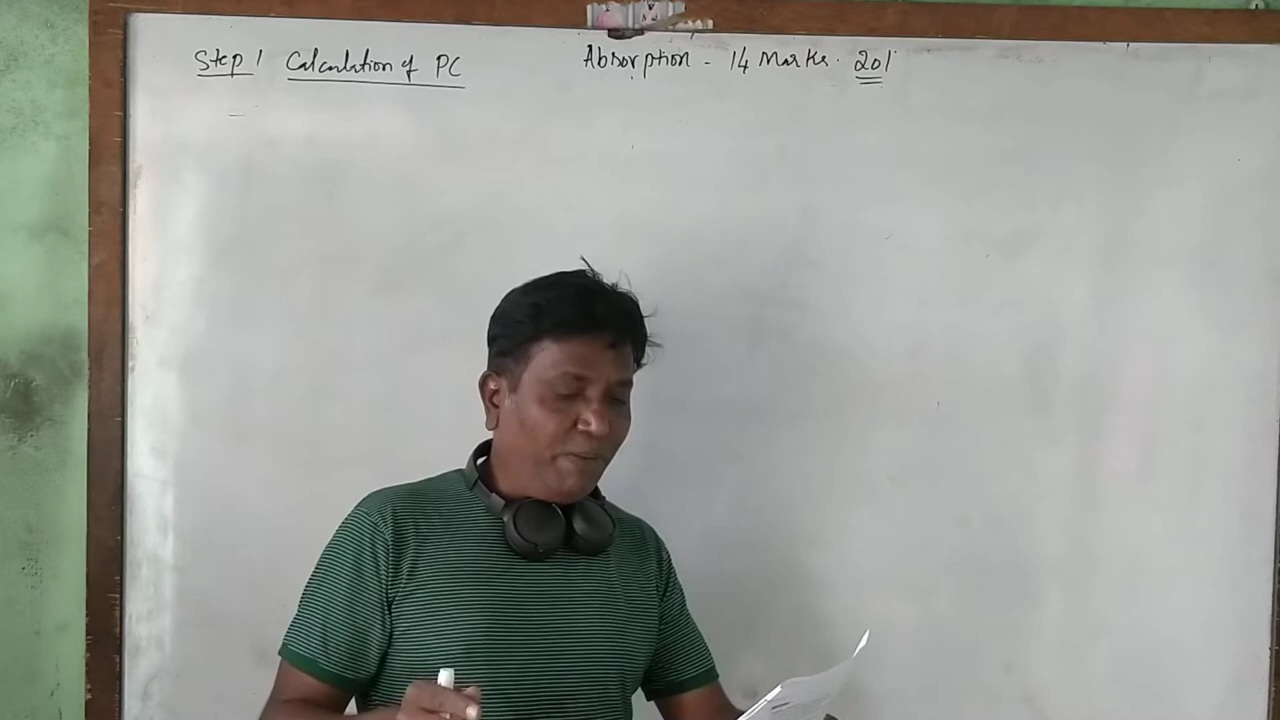 Step 1 Calculation of PC
Absorption - 14 Marks. 201